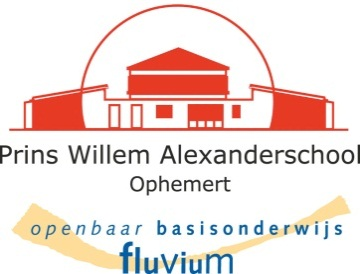 Prins Willem Alexanderschool
Ophemert
openbaar basisonderwijs
fluvium